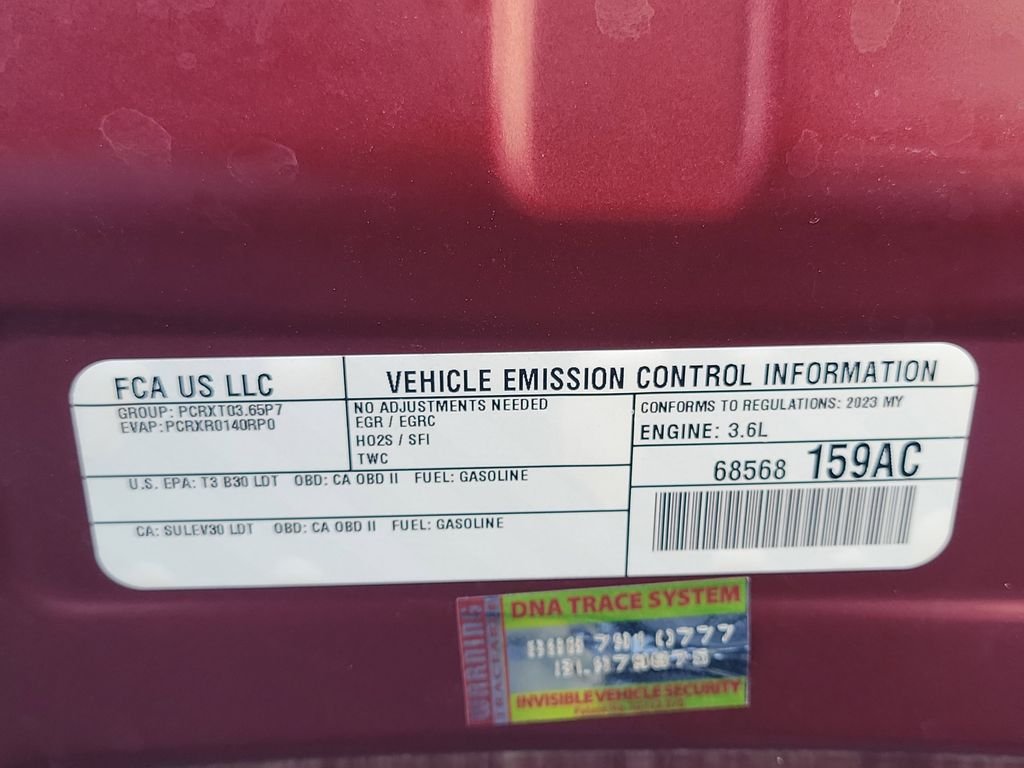 FCA US LLC
VEHICLE EMISSION CONTROL INFORMATION
GROUP: PCRXT03.65P7
EVAP: PCRXR0140RP0
NO ADJUSTMENTS NEEDED
EGR / EGRC
HO2S / SFI
TWC
CONFORMS TO REGULATIONS: 2023 MY
ENGINE: 3.6L
68568 159AC
U.S. EPA: T3 B30 LDT OBD: CA OBD II FUEL: GASOLINE
CA: SULEV30 LDT OBD: CA OBD II FUEL: GASOLINE
WARNING
TRACTAG
DNA TRACE SYSTEM
INVISIBLE VEHICLE SECURITY